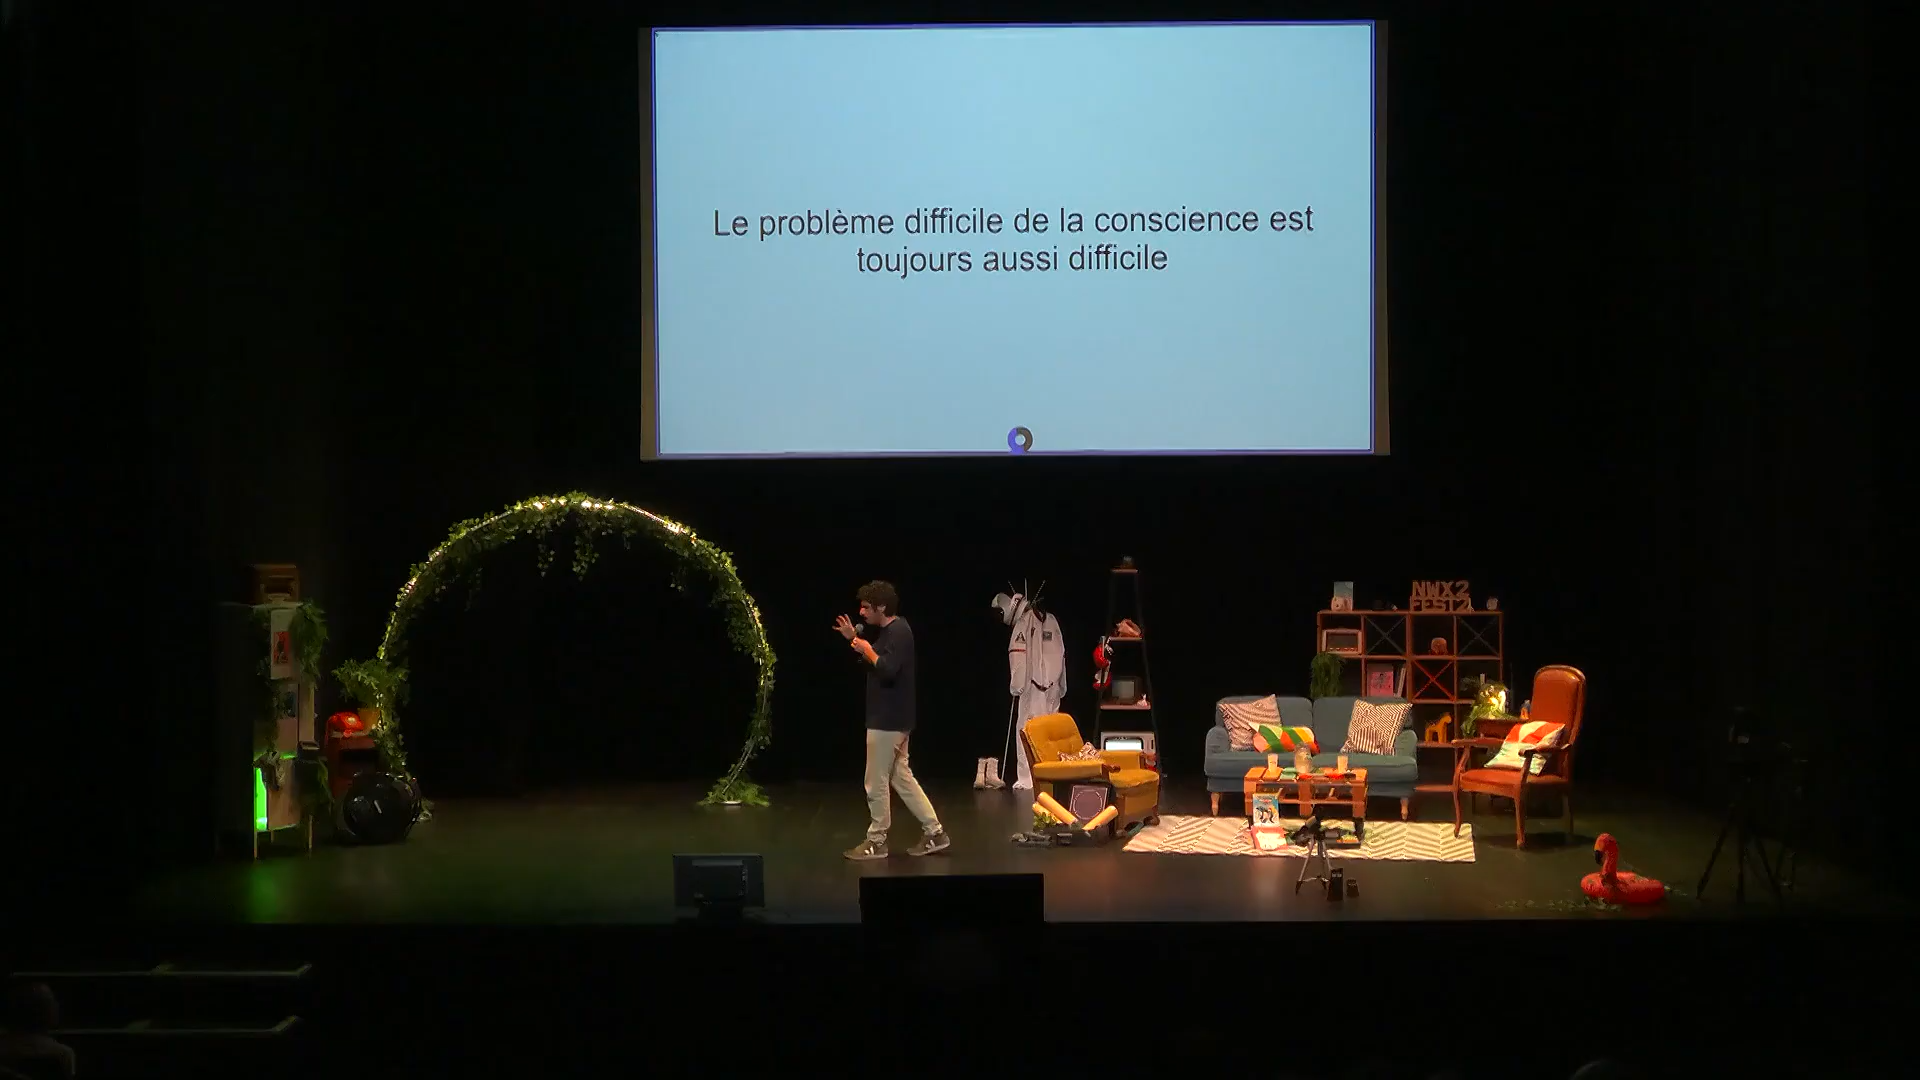 Le problème difficile de la conscience est
toujours aussi difficile
NWX2
FEST2